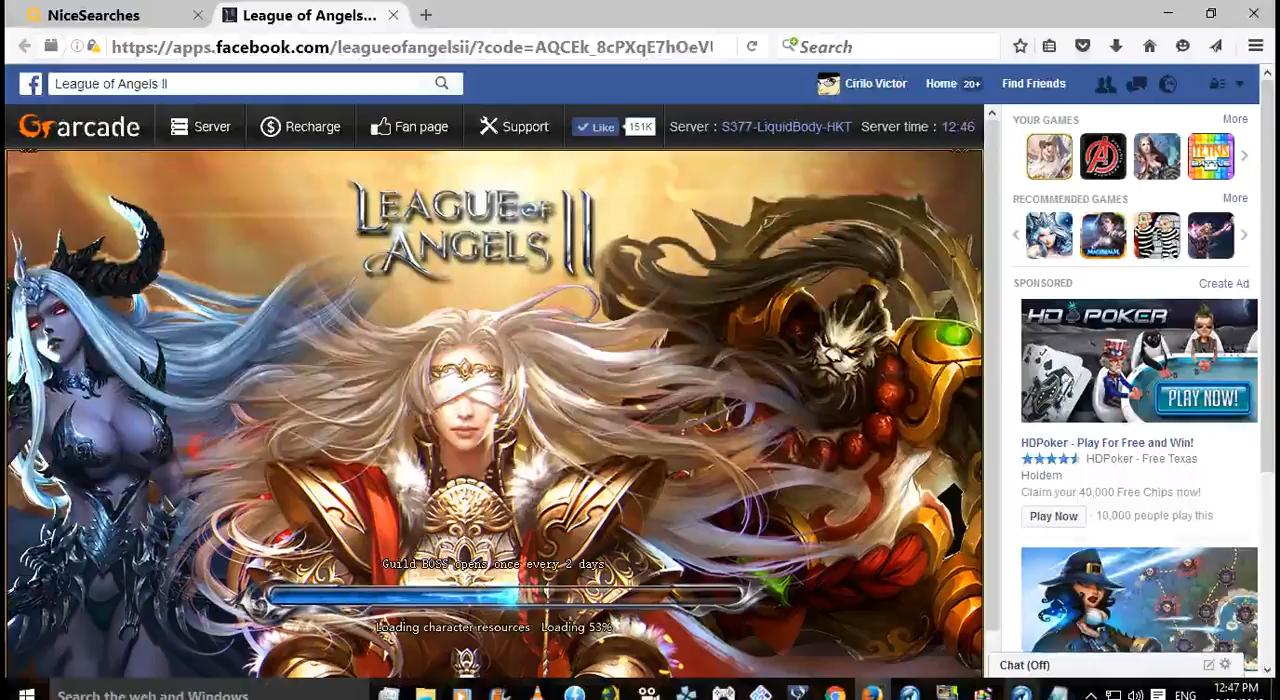 NiceSearches
League of Angels...
https://apps.facebook.com/leagueofangelsii/?code=AQCEk_8cPXqE7hOeVU
Search
League of Angels II
Cirilo Victor
Home 20+
Find Friends
GTarcade
Server
Recharge
Fan page
Support
Like 151K
Server : S377-LiquidBody-HKT
Server time : 12:46
YOUR GAMES
More
TETRIS
BATTLE
RECOMMENDED GAMES
More
SPONSORED
Create Ad
LEAGUE of
ANGELS II
HD POKER
PLAY NOW!
HDPoker - Play For Free and Win!
HDPoker - Free Texas
Holdem
Claim your 40,000 Free Chips now!
Play Now
· 10,000 people play this
Guild BOSS opens once every 2 days
Loading character resources Loading 53%
Chat (Off)
Search the web and Windows
ENG
12:47 PM